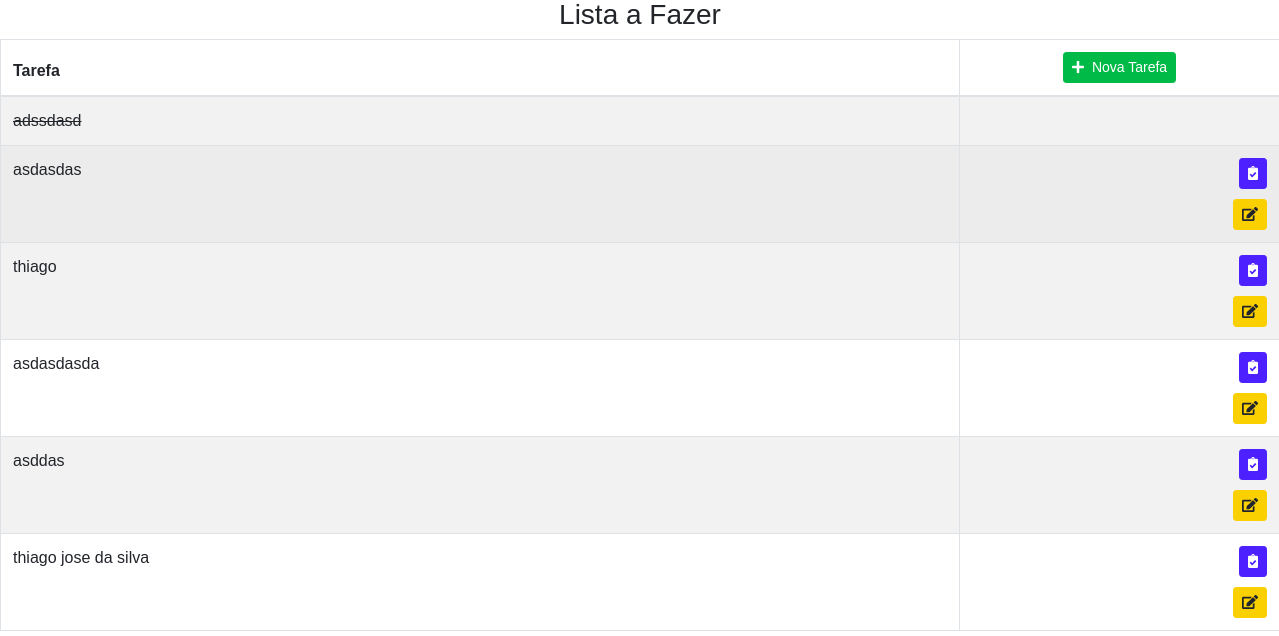 Lista a Fazer
Tarefa
Nova Tarefa
adssdasd
asdasdas
thiago
asdasdasda
asddas
thiago jose da silva